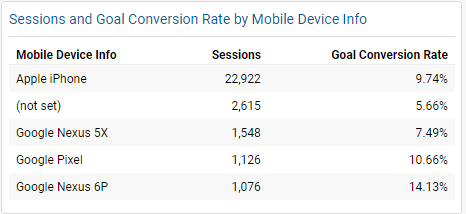 Sessions and Goal Conversion Rate by Mobile Device Info
Mobile Device Info Sessions Goal Conversion Rate
Apple iPhone 22,922 9.74%
(not set) 2,615 5.66%
Google Nexus 5X 1,548 7.49%
Google Pixel 1,126 10.66%
Google Nexus 6P 1,076 14.13%